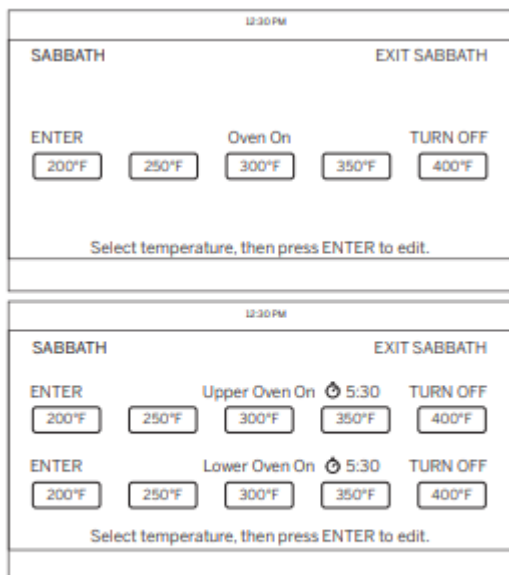 12:30 PM
SABBATH EXIT SABBATH
ENTER Oven On TURN OFF
200°F 250°F 300°F 350°F 400°F
Select temperature, then press ENTER to edit.
12:30 PM
SABBATH EXIT SABBATH
ENTER Upper Oven On 5:30 TURN OFF
200°F 250°F 300°F 350°F 400°F
ENTER Lower Oven On 5:30 TURN OFF
200°F 250°F 300°F 350°F 400°F
Select temperature, then press ENTER to edit.